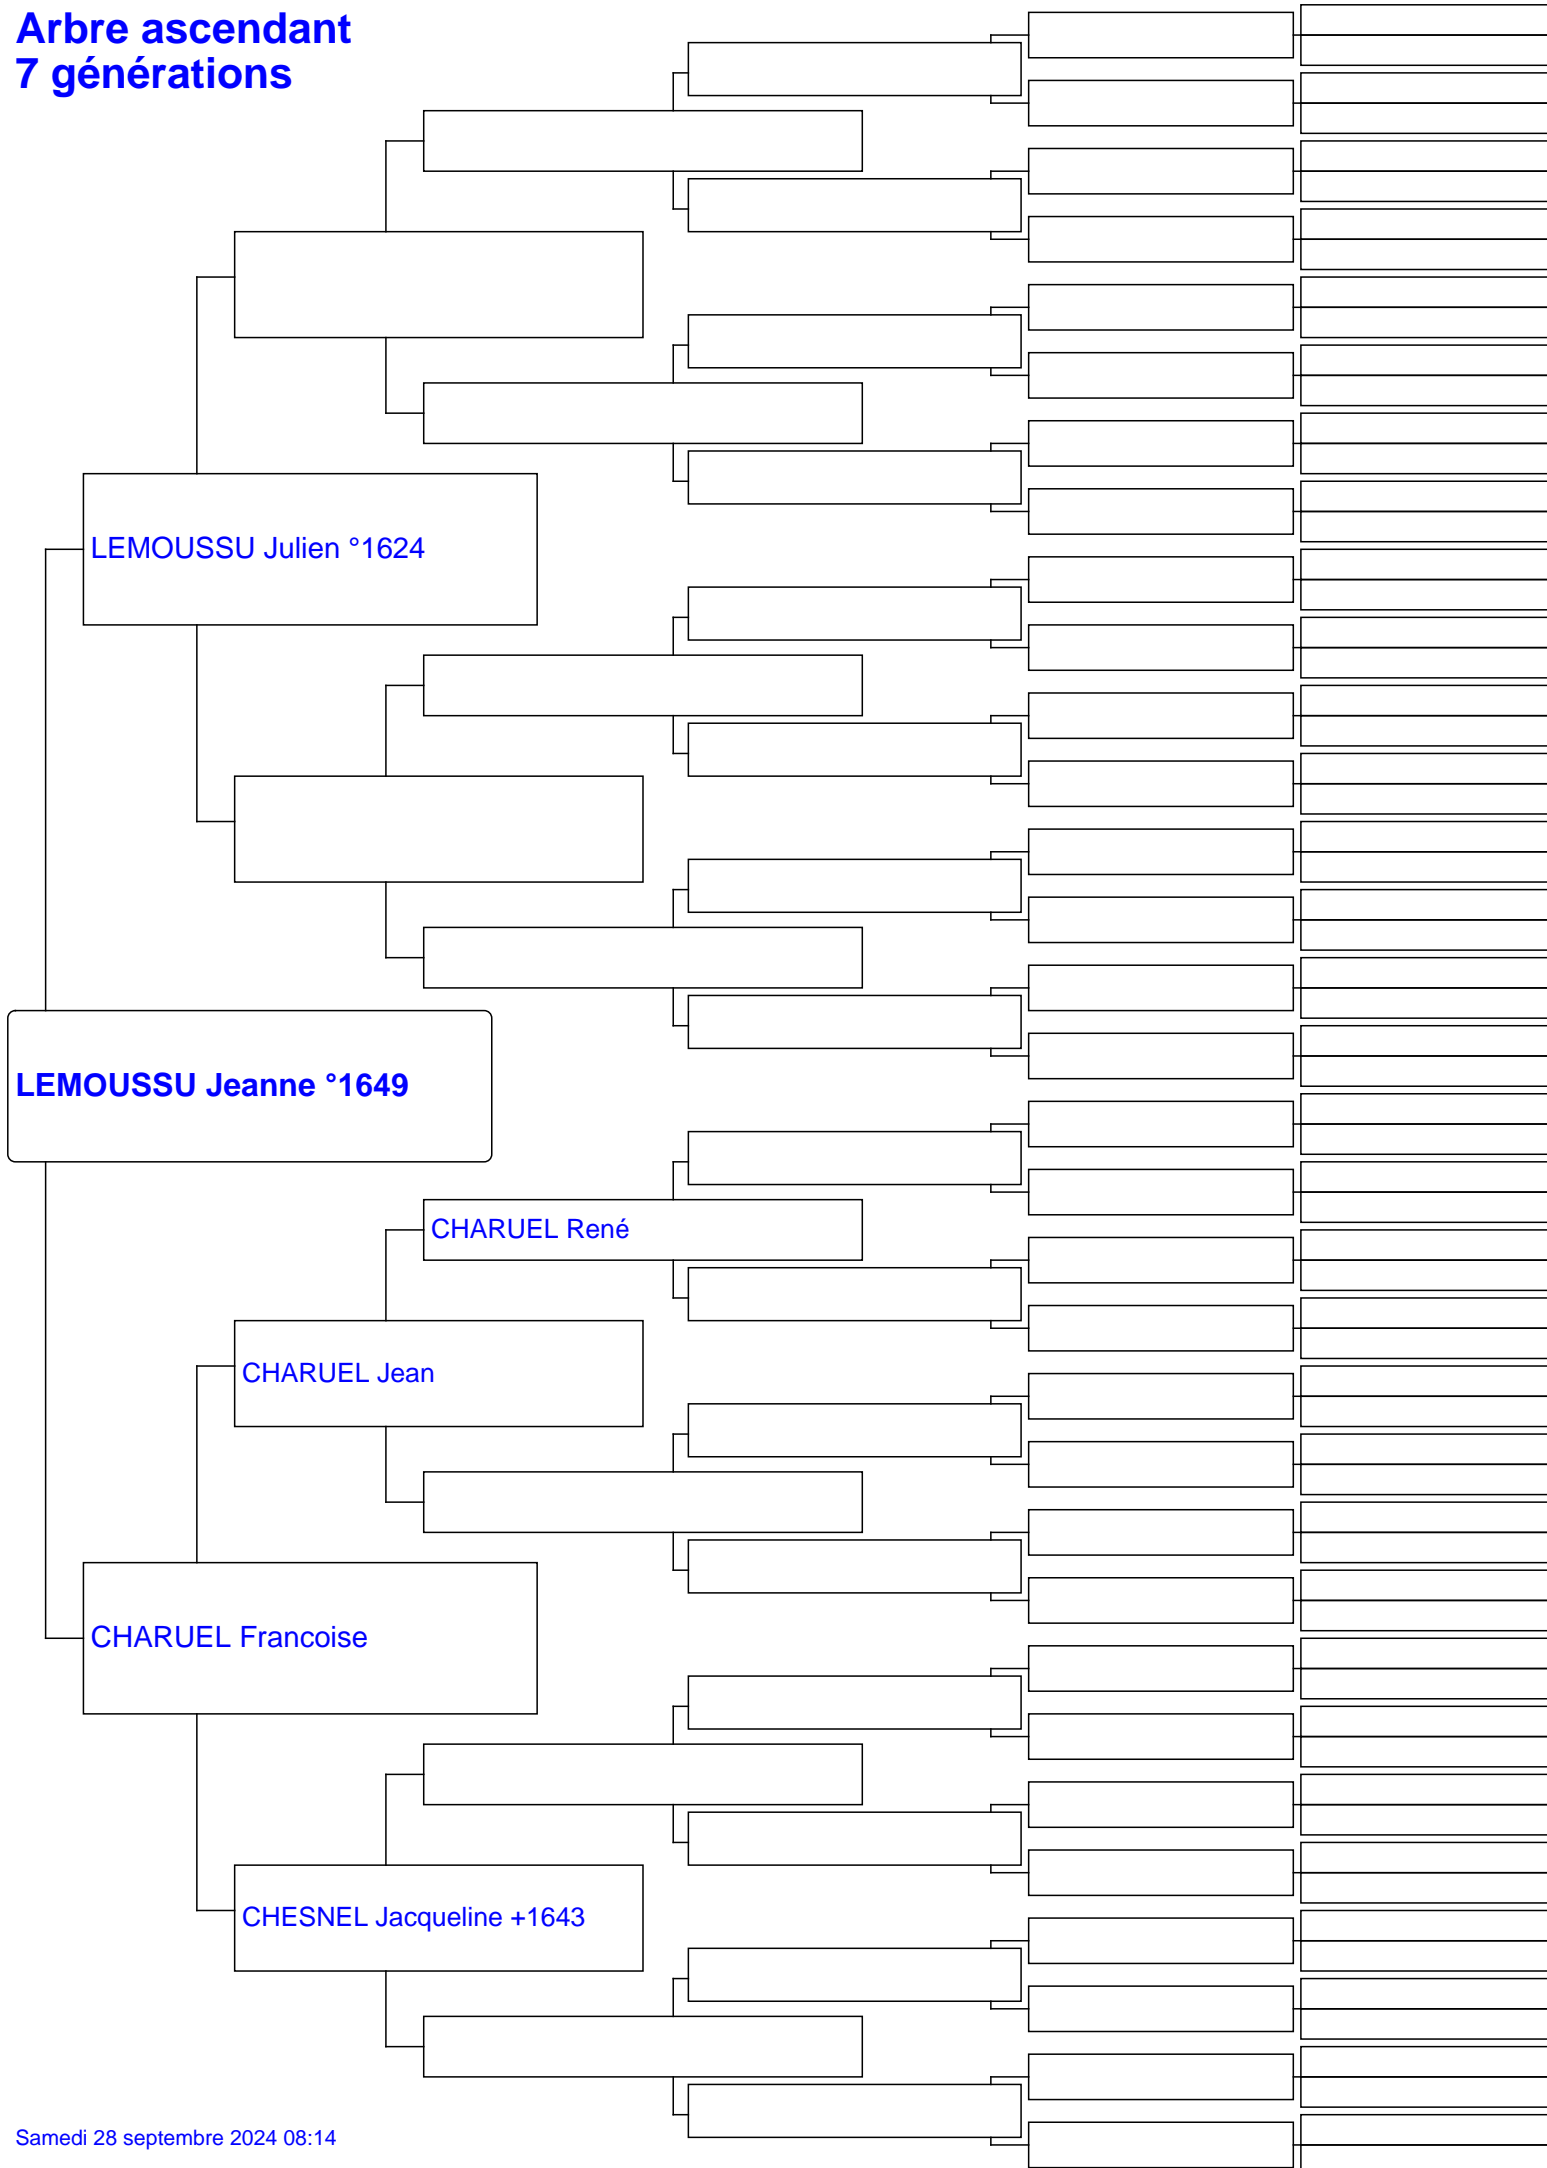 Arbre ascendant
7 générations
LEMOUSSU Julien °1624
LEMOUSSU Jeanne °1649
CHARUEL René
CHARUEL Jean
CHARUEL Francoise
CHESNEL Jacqueline +1643
Samedi 28 septembre 2024 08:14